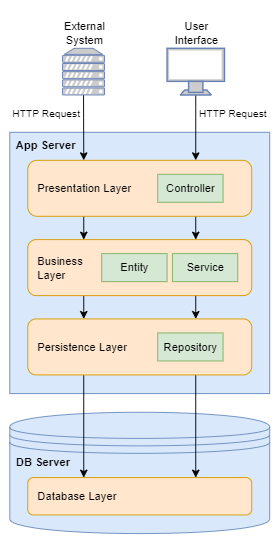 External
System
User
Interface
HTTP Request
HTTP Request
App Server
Presentation Layer
Controller
Business
Layer
Entity
Service
Persistence Layer
Repository
DB Server
Database Layer